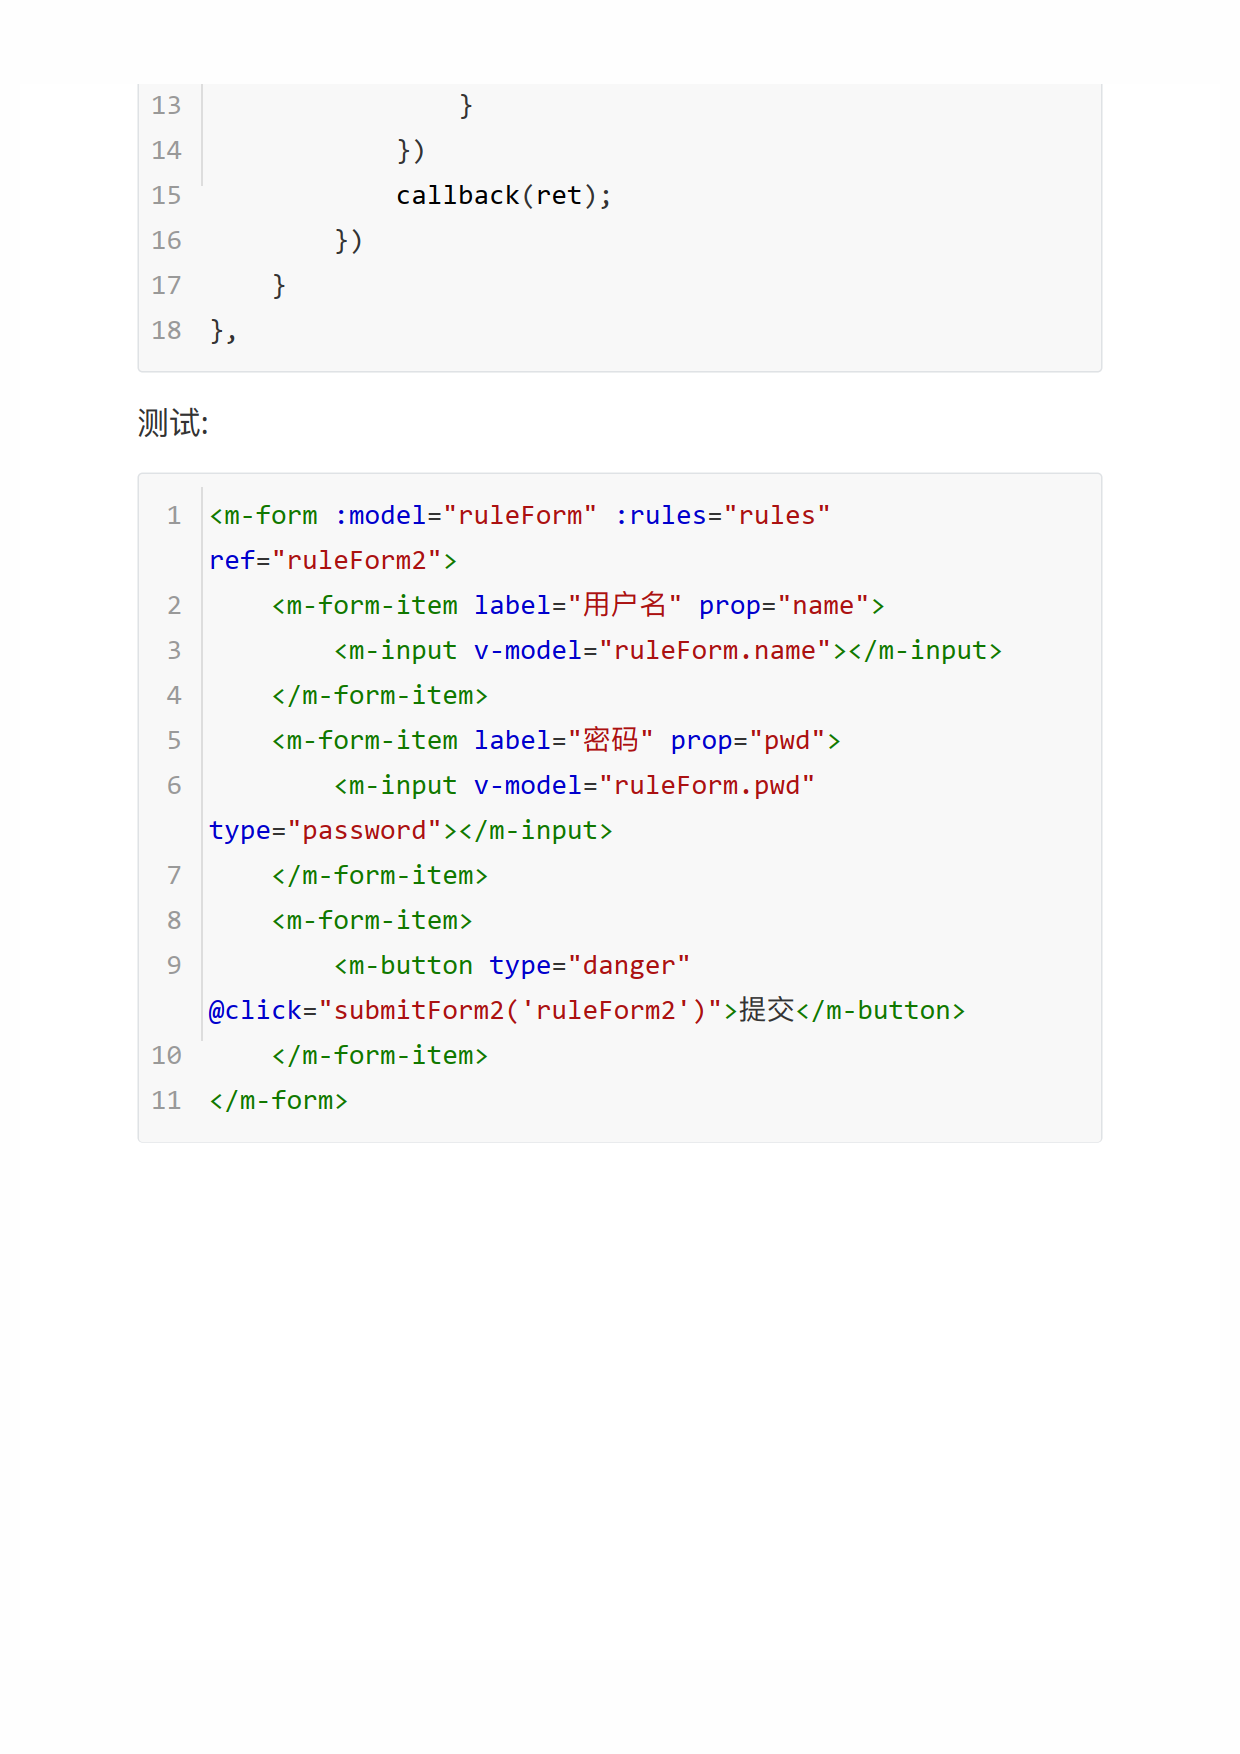 13                 }
14             })
15             callback(ret);
16         })
17     }
18 },
测试:
1 <m-form :model="ruleForm" :rules="rules"
ref="ruleForm2">
2     <m-form-item label="用户名" prop="name">
3         <m-input v-model="ruleForm.name"></m-input>
4     </m-form-item>
5     <m-form-item label="密码" prop="pwd">
6         <m-input v-model="ruleForm.pwd"
type="password"></m-input>
7     </m-form-item>
8     <m-form-item>
9         <m-button type="danger"
@click="submitForm2('ruleForm2')">提交</m-button>
10     </m-form-item>
11 </m-form>